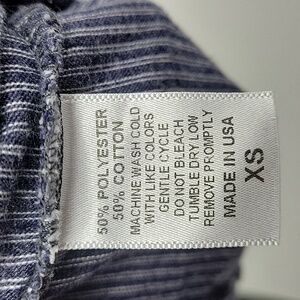 50% POLYESTER
50% COTTON
MACHINE WASH COLD
WITH LIKE COLORS
GENTLE CYCLE
DO NOT BLEACH
TUMBLE DRY LOW
REMOVE PROMPTLY
MADE IN USA
XS